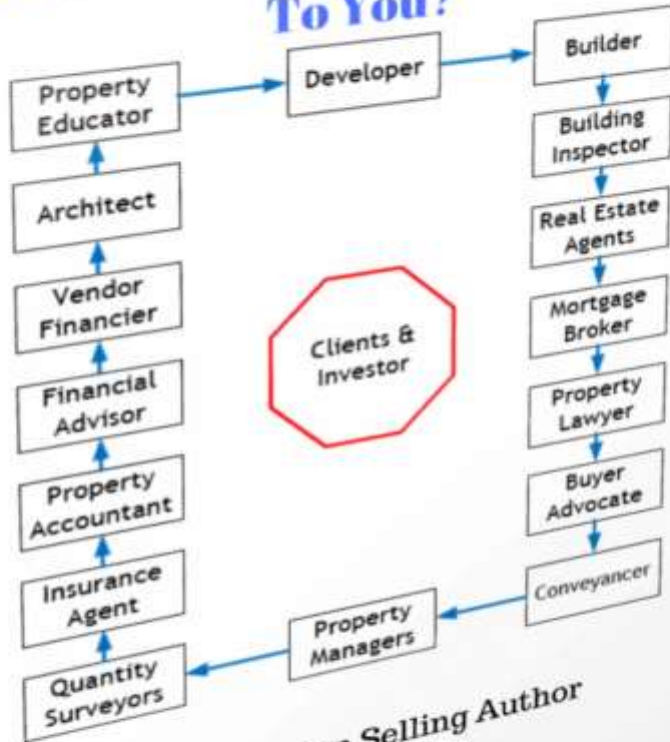 To You?
Property
Educator
Developer
Builder
Building
Inspector
Architect
Real Estate
Agents
Vendor
Financier
Clients &
Investor
Mortgage
Broker
Financial
Advisor
Property
Lawyer
Property
Accountant
Buyer
Advocate
Insurance
Agent
Conveyancer
Property
Managers
Quantity
Surveyors
Selling Author